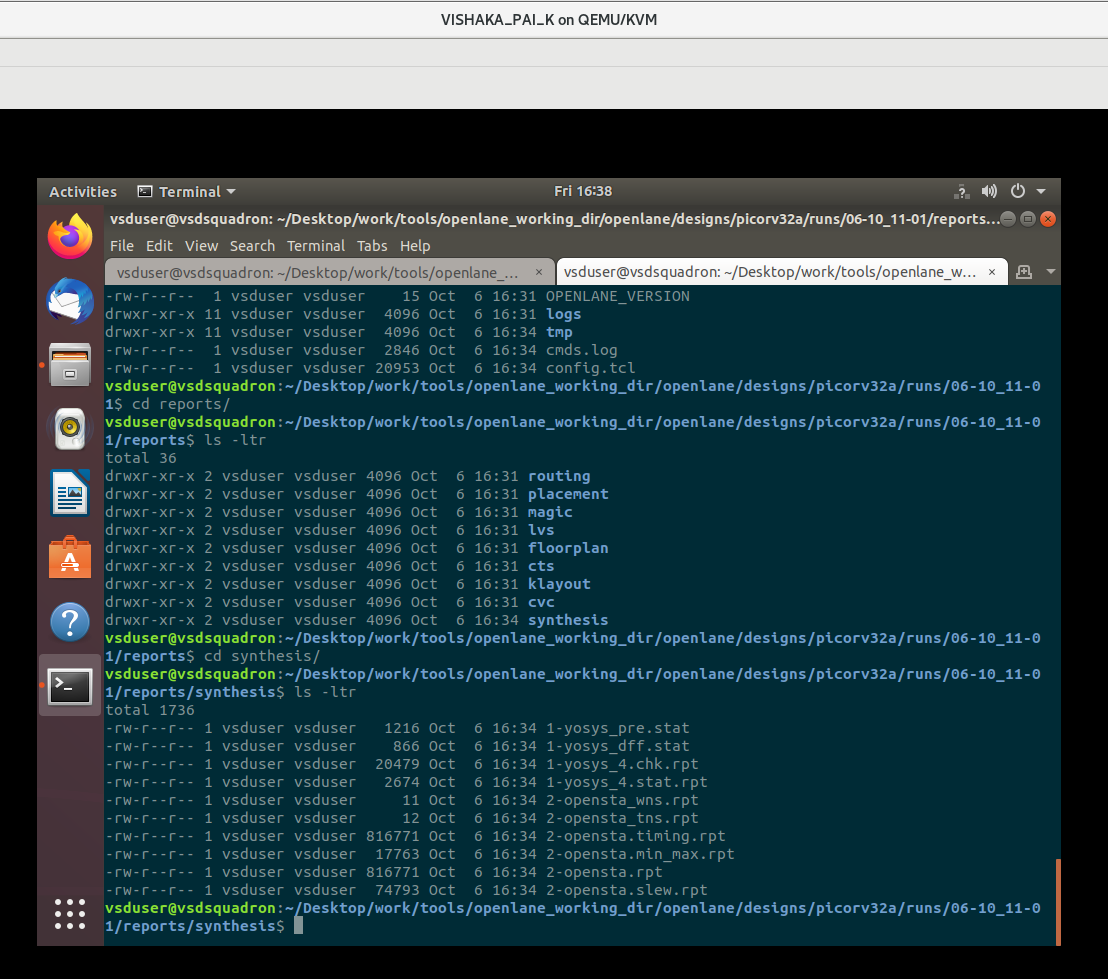 VISHAKA_PAI_K on QEMU/KVM
Activities Terminal Fri 16:38
vsduser@vsdsquadron: ~/Desktop/work/tools/openlane_working_dir/openlane/designs/picorv32a/runs/06-10_11-01/reports...
File Edit View Search Terminal Tabs Help
vsduser@vsdsquadron: ~/Desktop/work/tools/openlane_... × vsduser@vsdsquadron: ~/Desktop/work/tools/openlane_w... ×
-rw-r--r--  1 vsduser vsduser    15 Oct  6 16:31 OPENLANE_VERSION
drwxr-xr-x 11 vsduser vsduser  4096 Oct  6 16:31 logs
drwxr-xr-x 11 vsduser vsduser  4096 Oct  6 16:34 tmp
-rw-r--r--  1 vsduser vsduser  2846 Oct  6 16:34 cmds.log
-rw-r--r--  1 vsduser vsduser 20953 Oct  6 16:34 config.tcl
vsduser@vsdsquadron:~/Desktop/work/tools/openlane_working_dir/openlane/designs/picorv32a/runs/06-10_11-0
1$ cd reports/
vsduser@vsdsquadron:~/Desktop/work/tools/openlane_working_dir/openlane/designs/picorv32a/runs/06-10_11-0
1/reports$ ls -ltr
total 36
drwxr-xr-x 2 vsduser vsduser 4096 Oct  6 16:31 routing
drwxr-xr-x 2 vsduser vsduser 4096 Oct  6 16:31 placement
drwxr-xr-x 2 vsduser vsduser 4096 Oct  6 16:31 magic
drwxr-xr-x 2 vsduser vsduser 4096 Oct  6 16:31 lvs
drwxr-xr-x 2 vsduser vsduser 4096 Oct  6 16:31 floorplan
drwxr-xr-x 2 vsduser vsduser 4096 Oct  6 16:31 cts
drwxr-xr-x 2 vsduser vsduser 4096 Oct  6 16:31 klayout
drwxr-xr-x 2 vsduser vsduser 4096 Oct  6 16:31 cvc
drwxr-xr-x 2 vsduser vsduser 4096 Oct  6 16:34 synthesis
vsduser@vsdsquadron:~/Desktop/work/tools/openlane_working_dir/openlane/designs/picorv32a/runs/06-10_11-0
1/reports$ cd synthesis/
vsduser@vsdsquadron:~/Desktop/work/tools/openlane_working_dir/openlane/designs/picorv32a/runs/06-10_11-0
1/reports/synthesis$ ls -ltr
total 1736
-rw-r--r-- 1 vsduser vsduser   1216 Oct  6 16:34 1-yosys_pre.stat
-rw-r--r-- 1 vsduser vsduser    866 Oct  6 16:34 1-yosys_dff.stat
-rw-r--r-- 1 vsduser vsduser  20479 Oct  6 16:34 1-yosys_4.chk.rpt
-rw-r--r-- 1 vsduser vsduser   2674 Oct  6 16:34 1-yosys_4.stat.rpt
-rw-r--r-- 1 vsduser vsduser     11 Oct  6 16:34 2-opensta_wns.rpt
-rw-r--r-- 1 vsduser vsduser     12 Oct  6 16:34 2-opensta_tns.rpt
-rw-r--r-- 1 vsduser vsduser 816771 Oct  6 16:34 2-opensta.timing.rpt
-rw-r--r-- 1 vsduser vsduser  17763 Oct  6 16:34 2-opensta.min_max.rpt
-rw-r--r-- 1 vsduser vsduser 816771 Oct  6 16:34 2-opensta.rpt
-rw-r--r-- 1 vsduser vsduser  74793 Oct  6 16:34 2-opensta.slew.rpt
vsduser@vsdsquadron:~/Desktop/work/tools/openlane_working_dir/openlane/designs/picorv32a/runs/06-10_11-0
1/reports/synthesis$